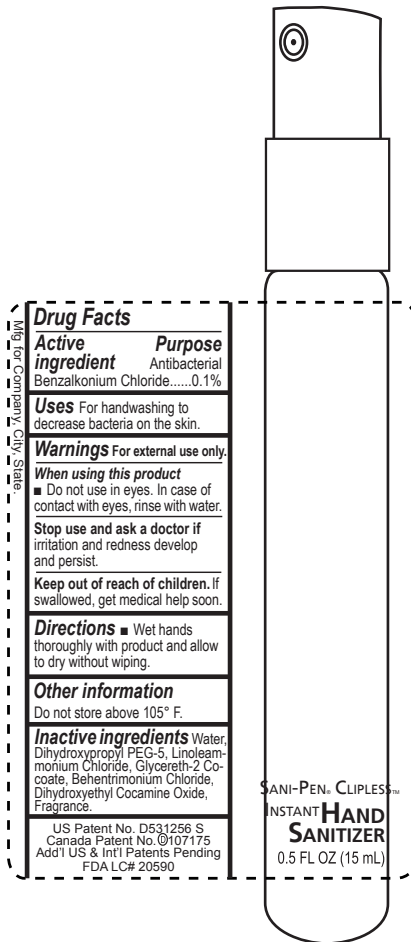 Mfg for Company, City, State.
Drug Facts
Active Purpose
ingredient Antibacterial
Benzalkonium Chloride......0.1%
Uses For handwashing to
decrease bacteria on the skin.
Warnings For external use only.
When using this product
■ Do not use in eyes. In case of
contact with eyes, rinse with water.
Stop use and ask a doctor if
irritation and redness develop
and persist.
Keep out of reach of children. If
swallowed, get medical help soon.
Directions ■ Wet hands
thoroughly with product and allow
to dry without wiping.
Other information
Do not store above 105° F.
Inactive ingredients Water,
Dihydroxypropyl PEG-5, Linoleam-
monium Chloride, Glycereth-2 Co-
coate, Behentrimonium Chloride,
Dihydroxyethyl Cocamine Oxide,
Fragrance.
US Patent No. D531256 S
Canada Patent No. Ⓓ107175
Add'l US & Int'l Patents Pending
FDA LC# 20590
SANI-PEN® CLIPLESS™
INSTANT HAND
SANITIZER
0.5 FL OZ (15 mL)